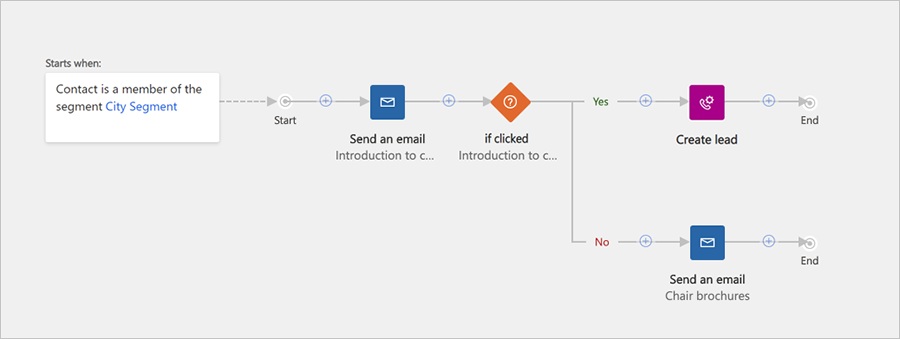 Starts when:
Contact is a member of the
segment City Segment
Start
Send an email
Introduction to c...
if clicked
Introduction to c...
Yes
Create lead
End
No
Send an email
Chair brochures
End